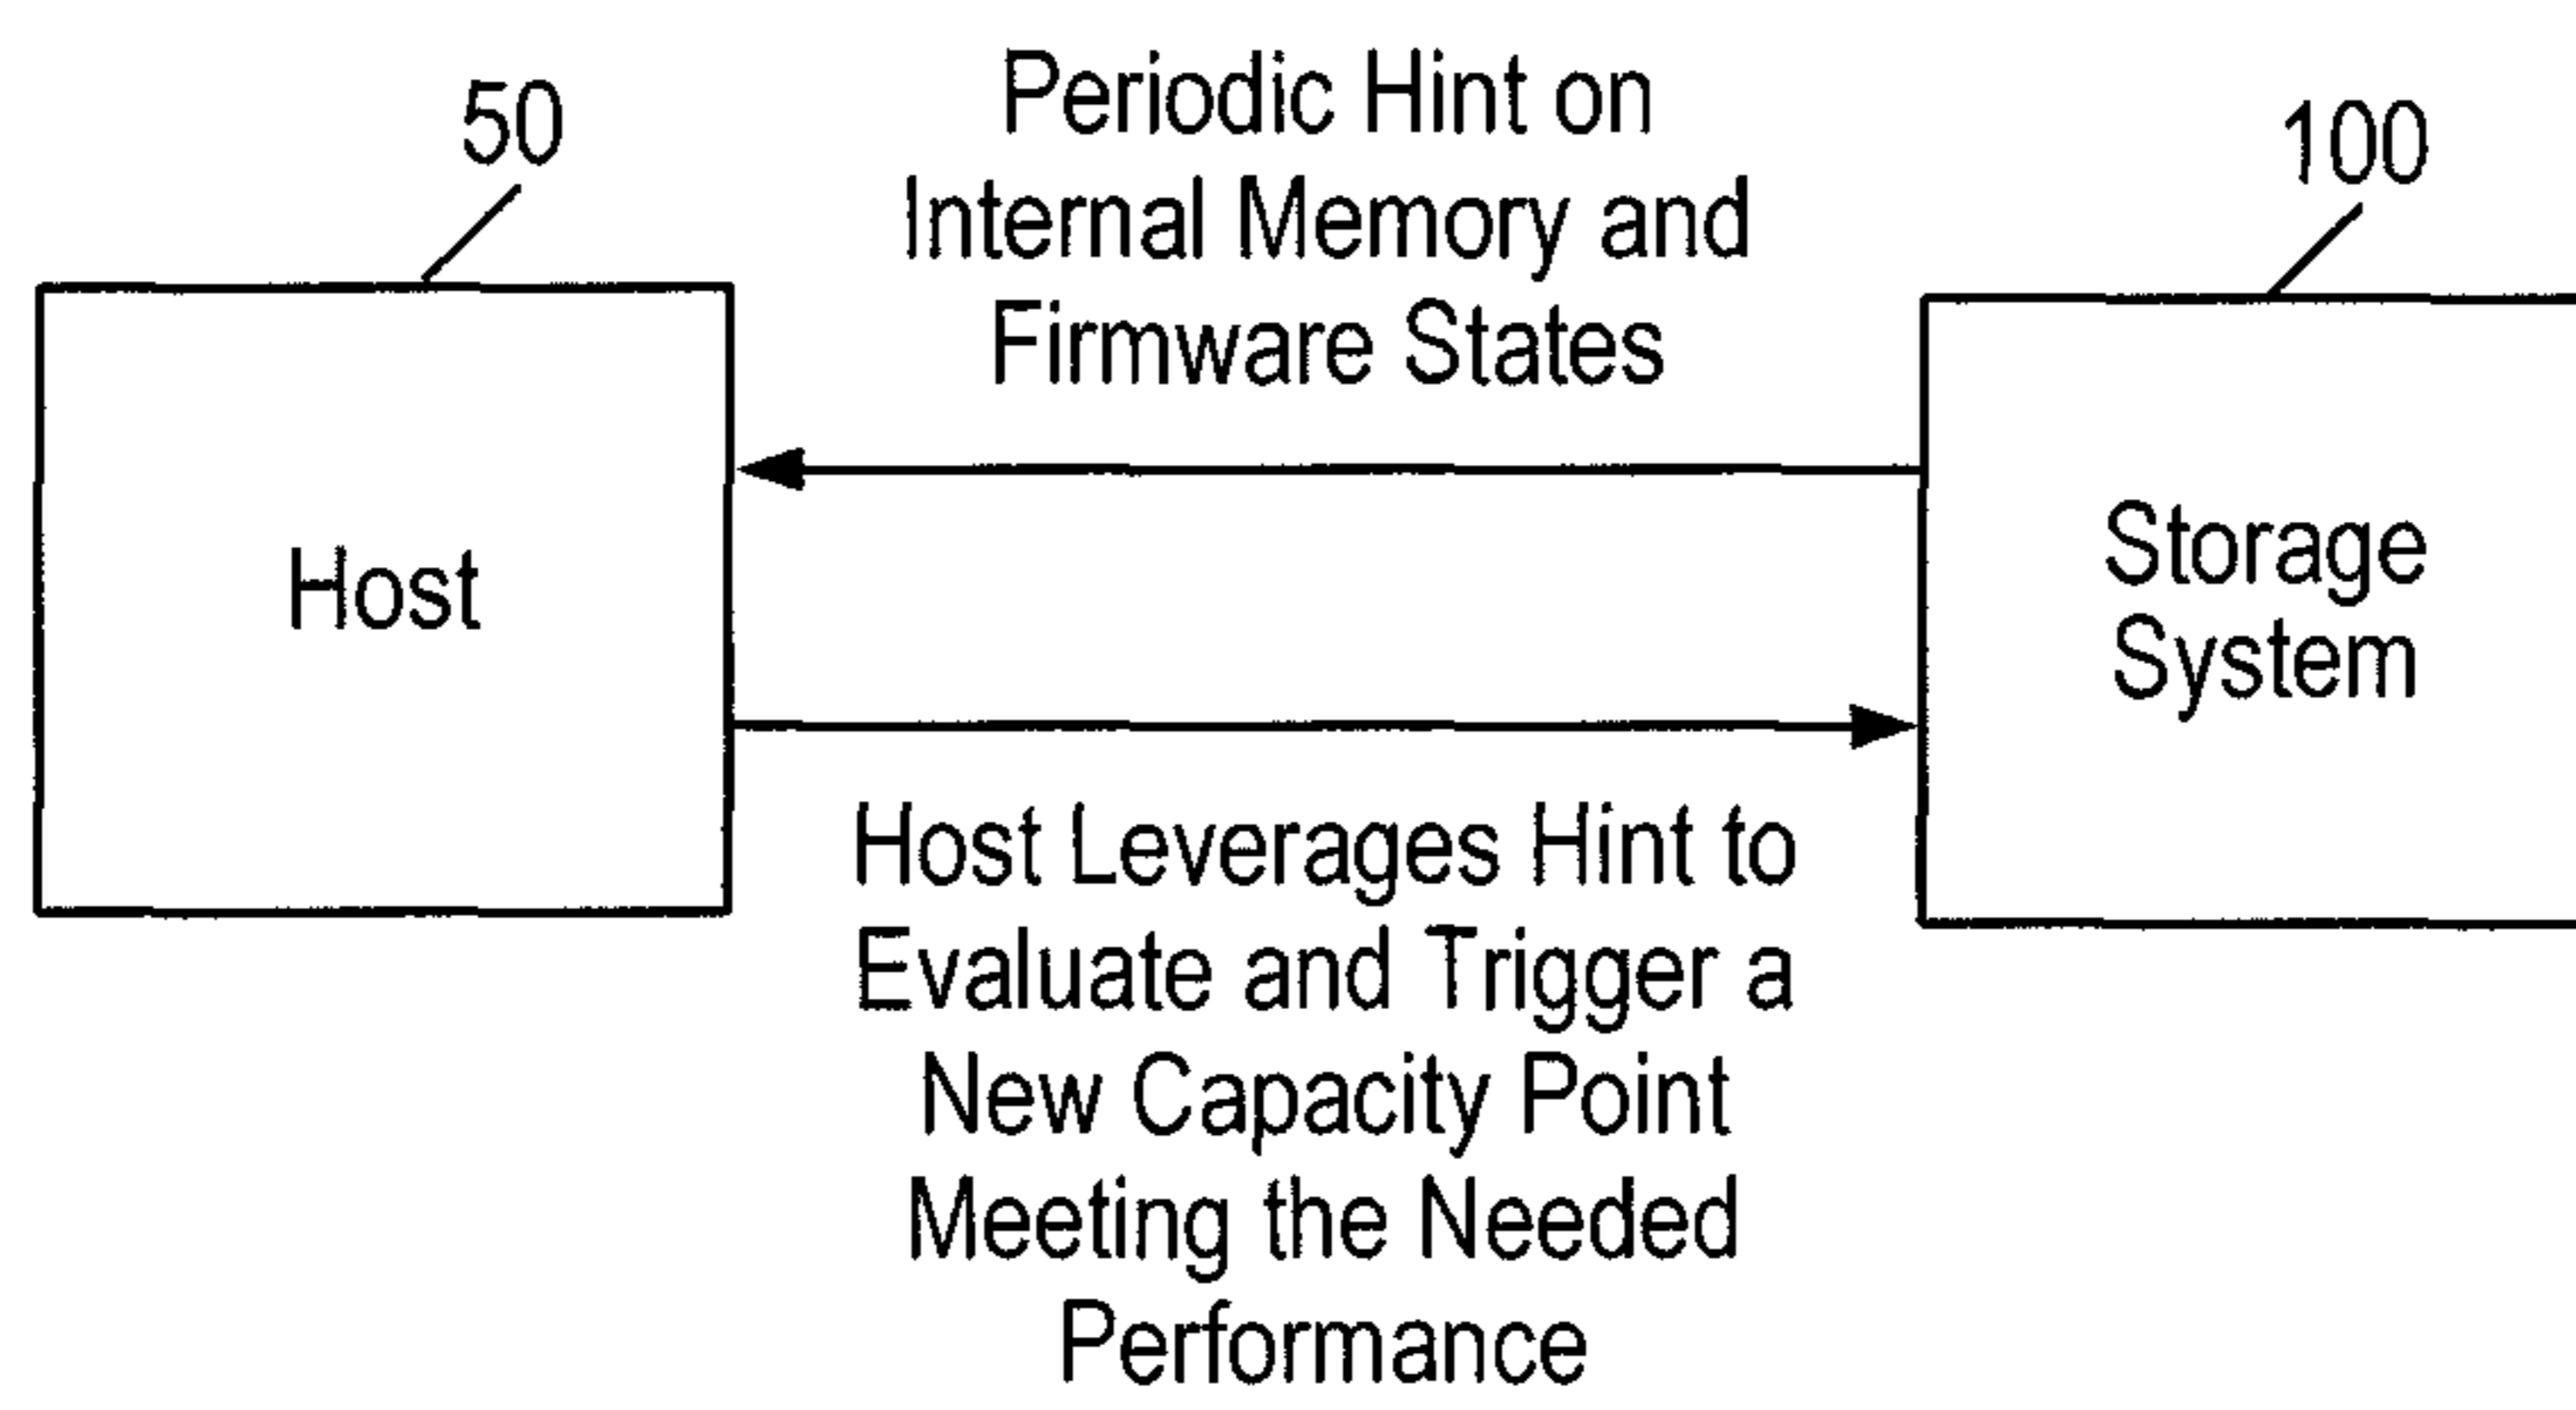 50
Periodic Hint on
Internal Memory and
Firmware States
100
Host
Storage
System
Host Leverages Hint to
Evaluate and Trigger a
New Capacity Point
Meeting the Needed
Performance